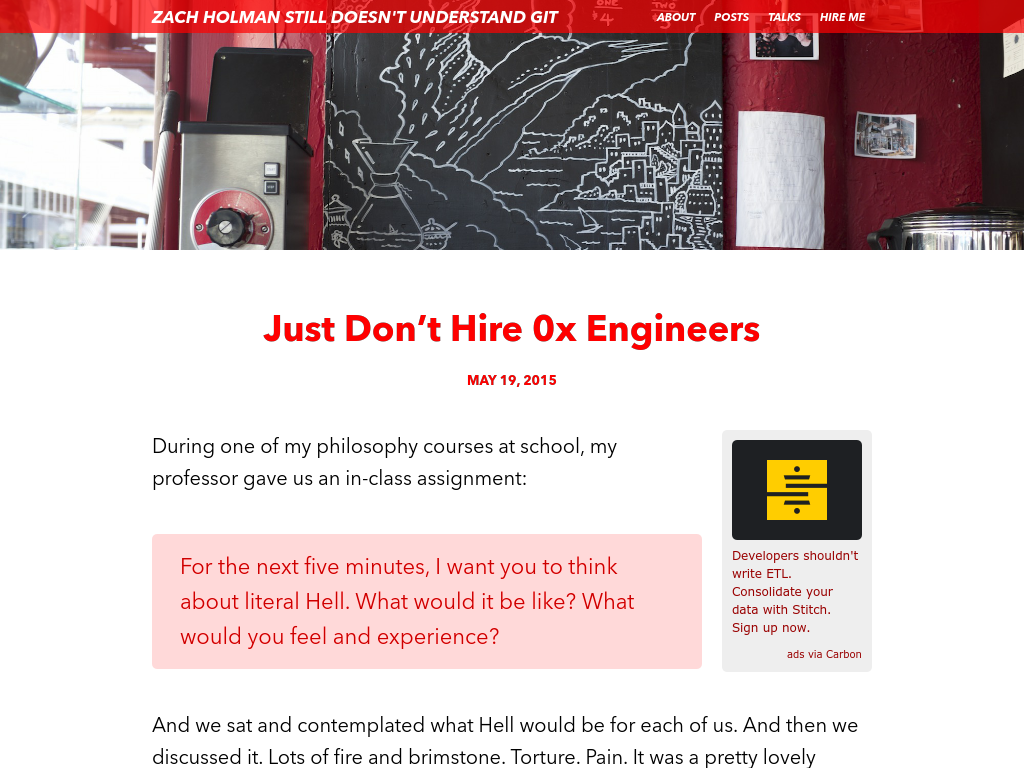 ZACH HOLMAN STILL DOESN'T UNDERSTAND GIT
ABOUT POSTS TALKS HIRE ME
Just Don’t Hire 0x Engineers
MAY 19, 2015
During one of my philosophy courses at school, my
professor gave us an in-class assignment:
For the next five minutes, I want you to think
about literal Hell. What would it be like? What
would you feel and experience?
Developers shouldn't
write ETL.
Consolidate your
data with Stitch.
Sign up now.
ads via Carbon
And we sat and contemplated what Hell would be for each of us. And then we
discussed it. Lots of fire and brimstone. Torture. Pain. It was a pretty lovely